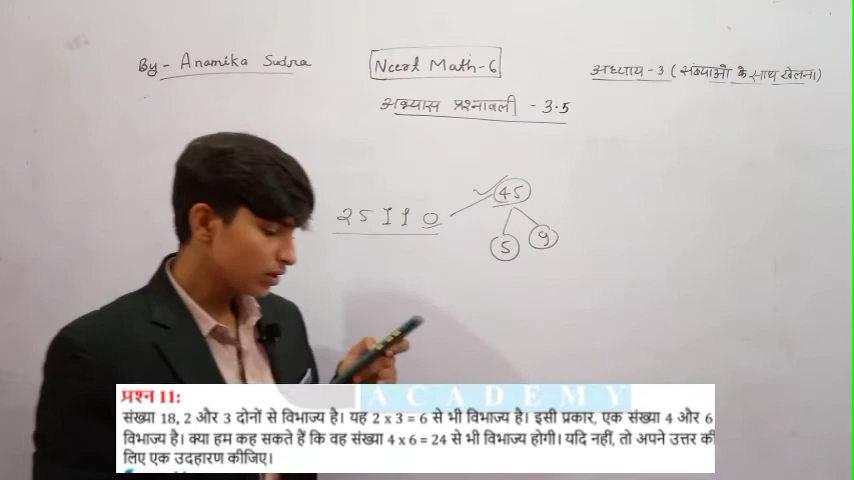 By- Anamika Sudra
Ncert Math-6
अध्याय-3 (संख्याओ के साथ खेलना)
अभ्यास प्रश्नावली - 3.5
25110
45
5 9
ACADEMY
प्रश्न 11:
संख्या 18, 2 और 3 दोनों से विभाज्य है। यह 2 x 3 = 6 से भी विभाज्य है। इसी प्रकार, एक संख्या 4 और 6
विभाज्य है। क्या हम कह सकते हैं कि वह संख्या 4 x 6 = 24 से भी विभाज्य होगी। यदि नहीं, तो अपने उत्तर की
लिए एक उदहारण कीजिए।